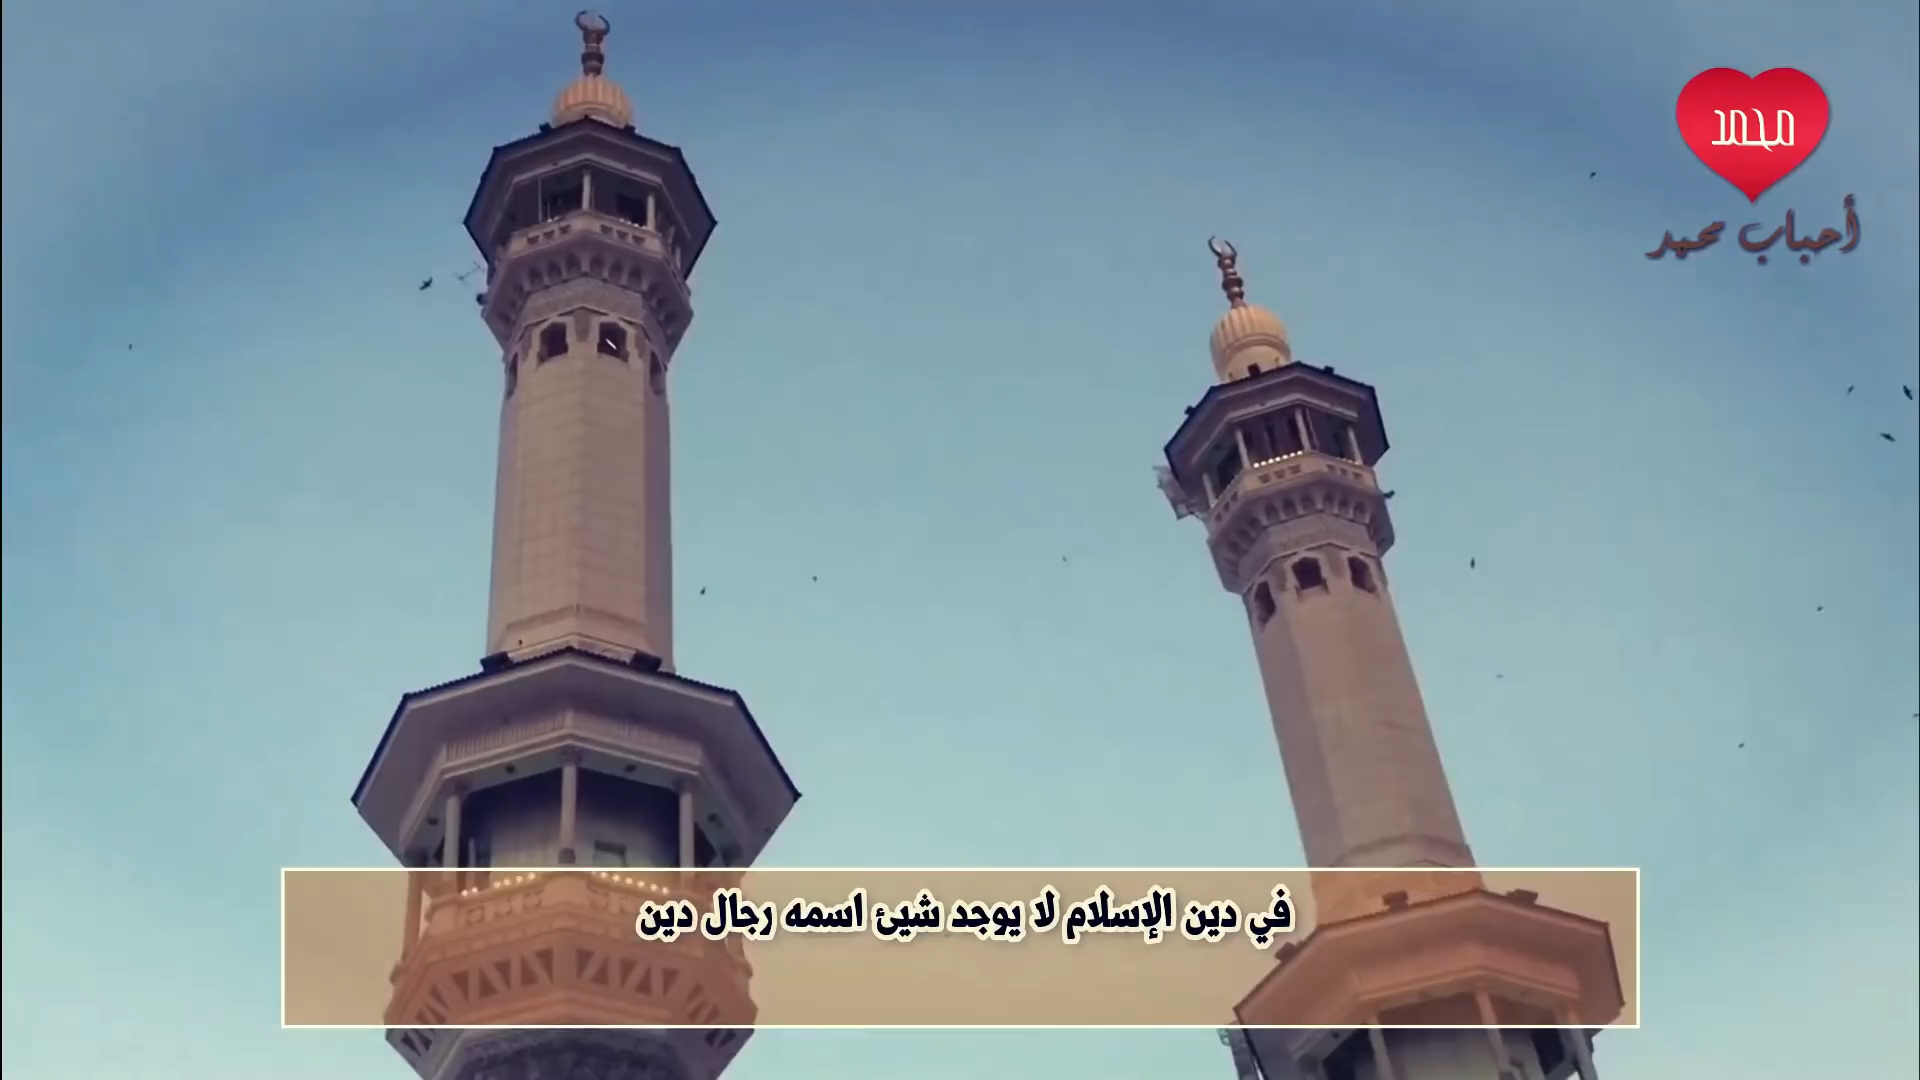 محمد
أحباب محمد
في دين الإسلام لا يوجد شيئ اسمه رجال دين